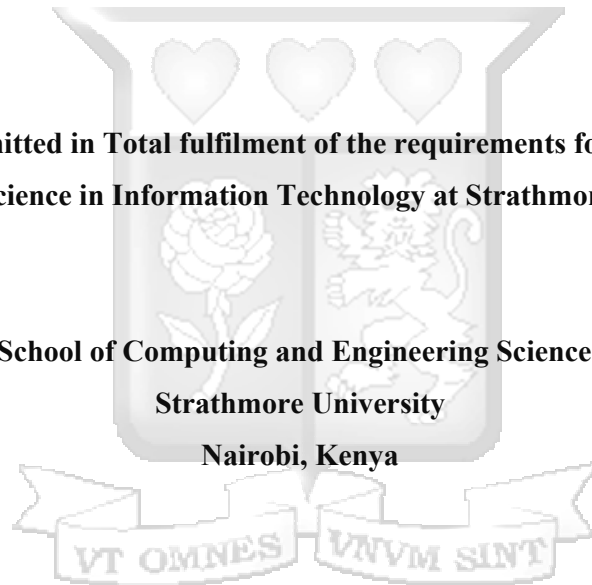 mitted in Total fulfilment of the requirements fo
cience in Information Technology at Strathmor
School of Computing and Engineering Science
Strathmore University
Nairobi, Kenya
VT OMNES VNVM SINT